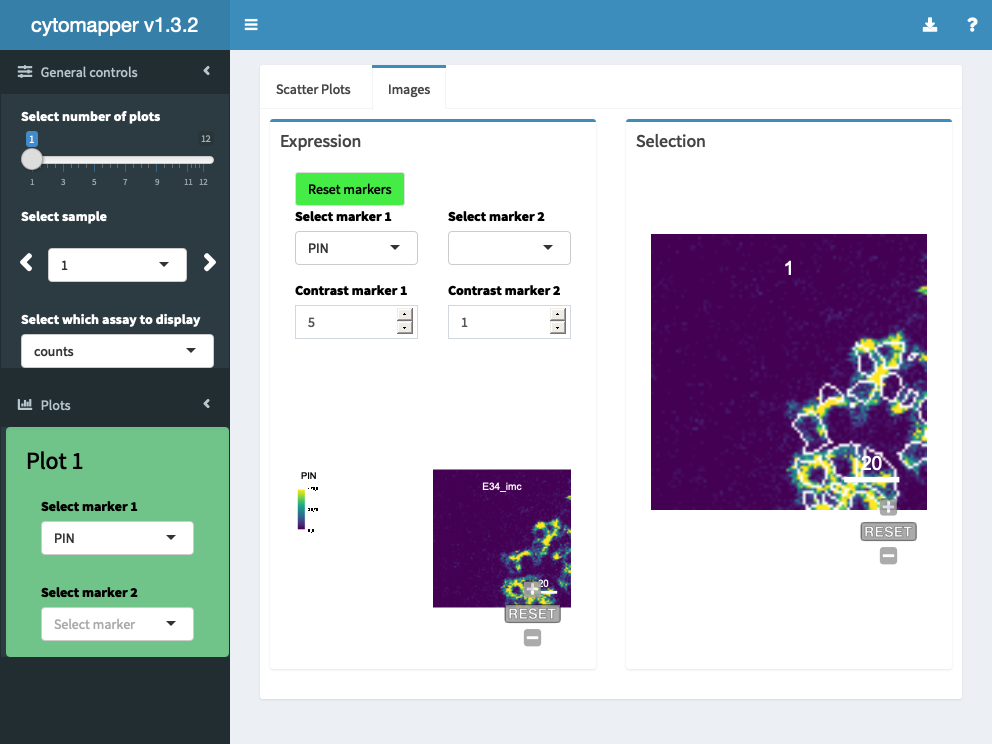 cytomapper v1.3.2
General controls
Select number of plots
1
12
1 3 5 7 9 11 12
Select sample
1
Select which assay to display
counts
Plots
Plot 1
Select marker 1
PIN
Select marker 2
Select marker
Scatter Plots
Images
Expression
Reset markers
Select marker 1
Select marker 2
PIN
Contrast marker 1
Contrast marker 2
5
1
PIN
E34_imc
20
RESET
Selection
1
20
RESET